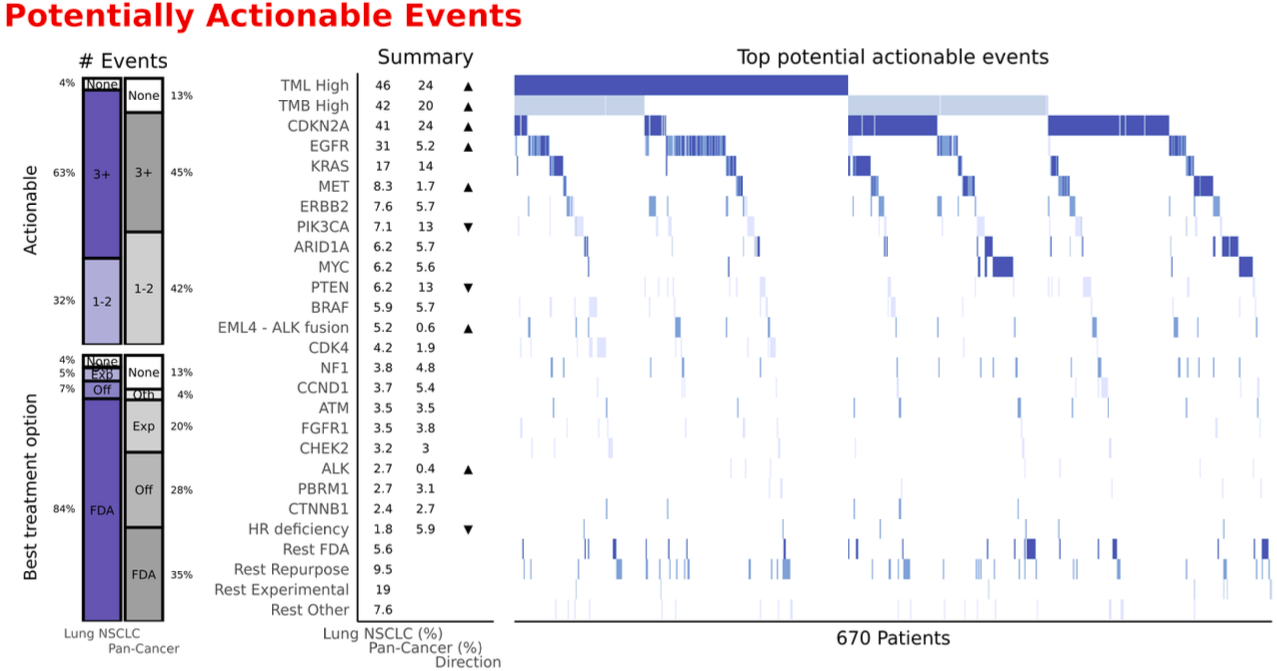 Potentially Actionable Events
# Events
Summary
Top potential actionable events
Actionable
4%
None
63%
3+
32%
1-2
None
13%
3+
45%
1-2
42%
Best treatment option
4%
None
Oth
5%
Exp
7%
Off
84%
FDA
None
13%
Oth
4%
Exp
20%
Off
28%
FDA
35%
Lung NSCLC
Pan-Cancer
TML High 46 24 ▲
TMB High 42 20 ▲
CDKN2A 41 24 ▲
EGFR 31 5.2 ▲
KRAS 17 14
MET 8.3 1.7 ▲
ERBB2 7.6 5.7
PIK3CA 7.1 13 ▼
ARID1A 6.2 5.7
MYC 6.2 5.6
PTEN 6.2 13 ▼
BRAF 5.9 5.7
EML4 - ALK fusion 5.2 0.6 ▲
CDK4 4.2 1.9
NF1 3.8 4.8
CCND1 3.7 5.4
ATM 3.5 3.5
FGFR1 3.5 3.8
CHEK2 3.2 3
ALK 2.7 0.4 ▲
PBRM1 2.7 3.1
CTNNB1 2.4 2.7
HR deficiency 1.8 5.9 ▼
Rest FDA 5.6
Rest Repurpose 9.5
Rest Experimental 19
Rest Other 7.6
Lung NSCLC (%)
Pan-Cancer (%)
Direction
670 Patients